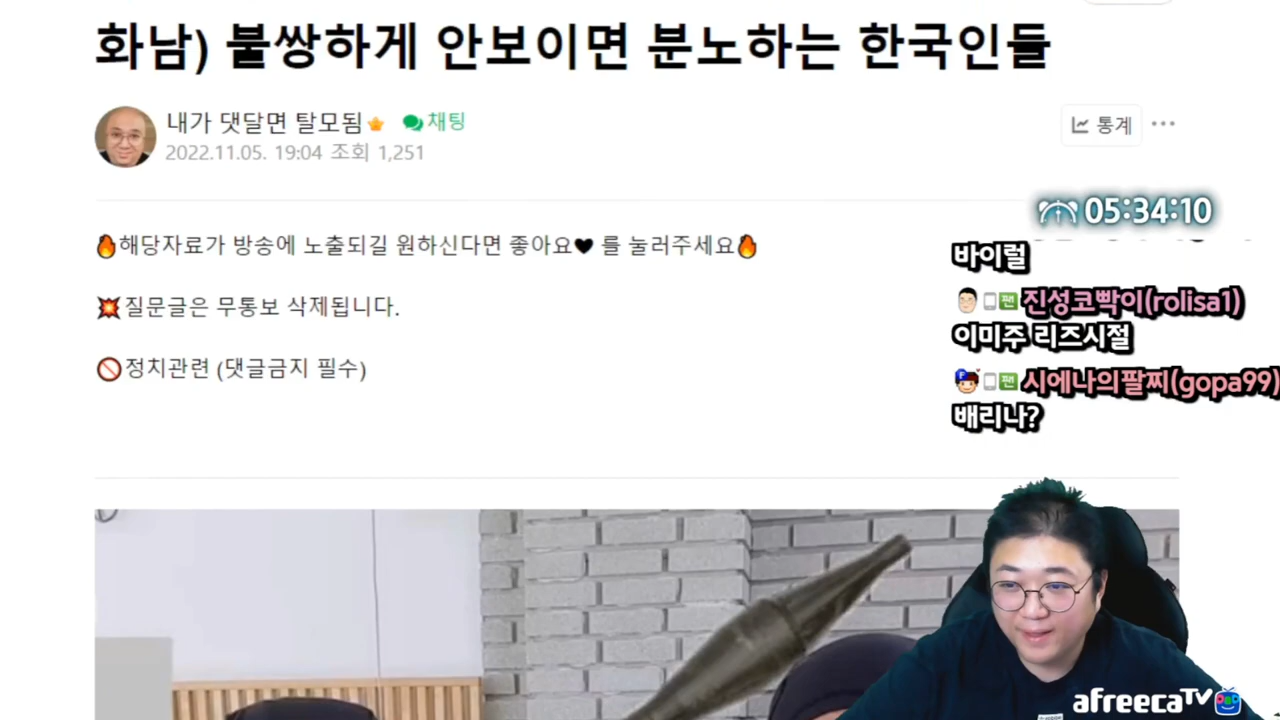 화남) 불쌍하게 안보이면 분노하는 한국인들
내가 댓달면 탈모됨 채팅
2022.11.05. 19:04 조회 1,251
통계
05:34:10
🔥해당자료가 방송에 노출되길 원하신다면 좋아요🖤 를 눌러주세요🔥
바이럴
💥질문글은 무통보 삭제됩니다.
짠 진성코빡이(rolisa1)
이미주 리즈시절
🚫정치관련 (댓글금지 필수)
짠 시에나의팔찌(gopa99)
배리나?
afreecaTV